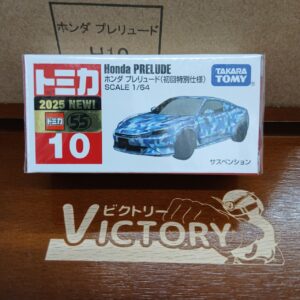 ホンダ プレリュード
トミカ
2025 NEW!
トミカ 55
10
Honda PRELUDE
ホンダ プレリュード(初回特別仕様)
SCALE 1/64
TAKARA
TOMY
サスペンション
ビクトリー
VICTORY